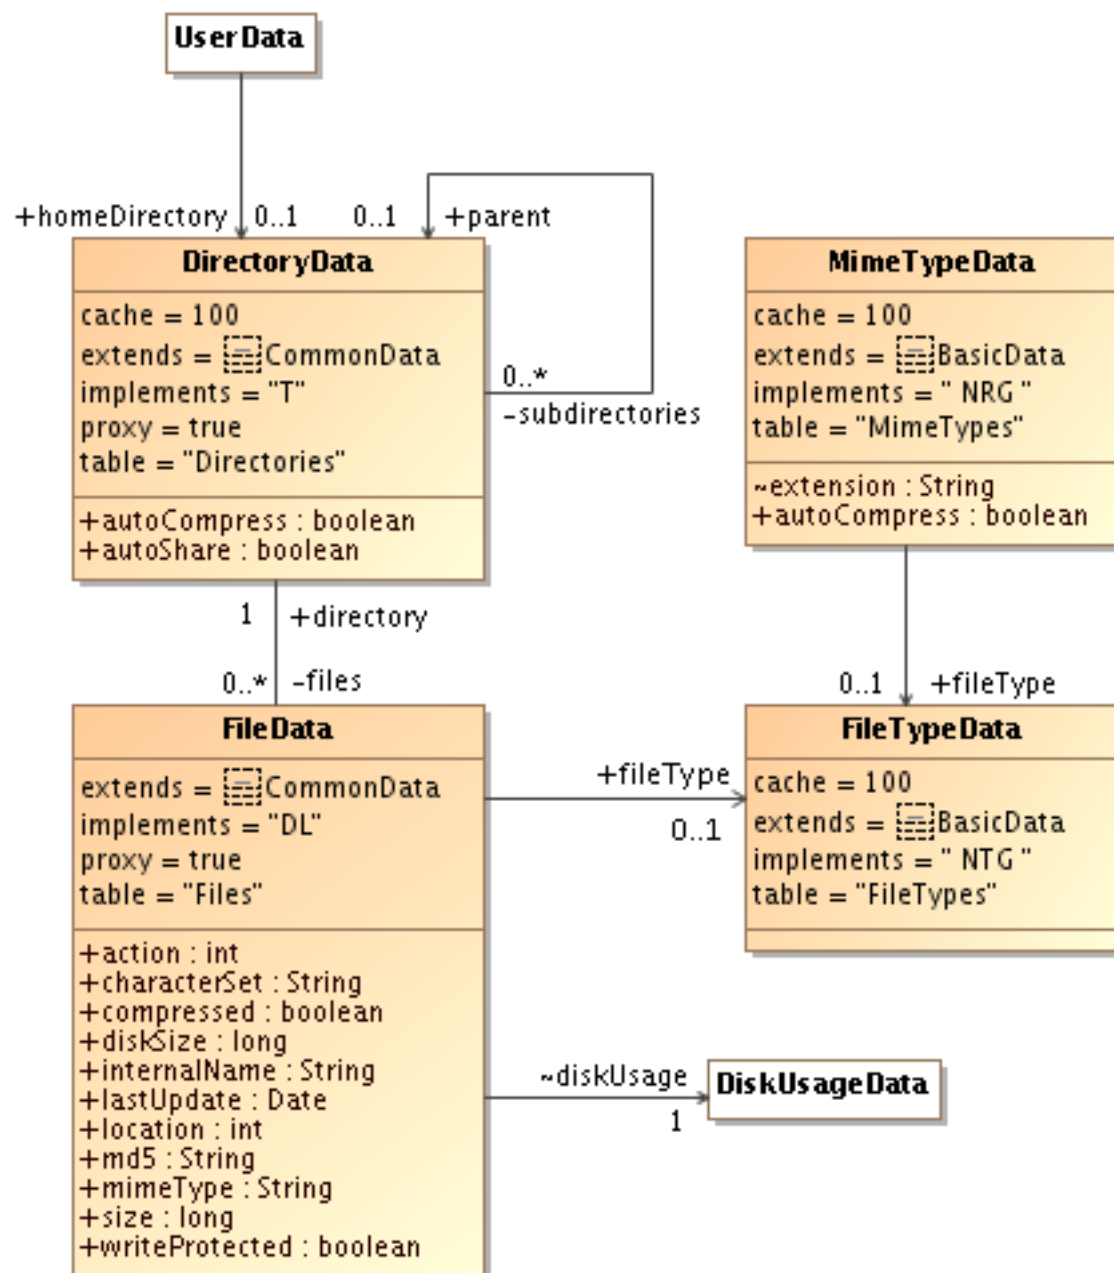 UserData
+homeDirectory 0..1 0..1 +parent
DirectoryData
cache = 100
extends = CommonData
implements = "T"
proxy = true
table = "Directories"
+autoCompress : boolean
+autoShare : boolean
0..*
-subdirectories
MimeTypeData
cache = 100
extends = BasicData
implements = " NRG "
table = "MimeTypes"
~extension : String
+autoCompress : boolean
1 +directory
0..* -files
0..1 +fileType
FileData
extends = CommonData
implements = "DL"
proxy = true
table = "Files"
+action : int
+characterSet : String
+compressed : boolean
+diskSize : long
+internalName : String
+lastUpdate : Date
+location : int
+md5 : String
+mimeType : String
+size : long
+writeProtected : boolean
+fileType
0..1
FileTypeData
cache = 100
extends = BasicData
implements = " NTG "
table = "FileTypes"
~diskUsage
1
DiskUsageData